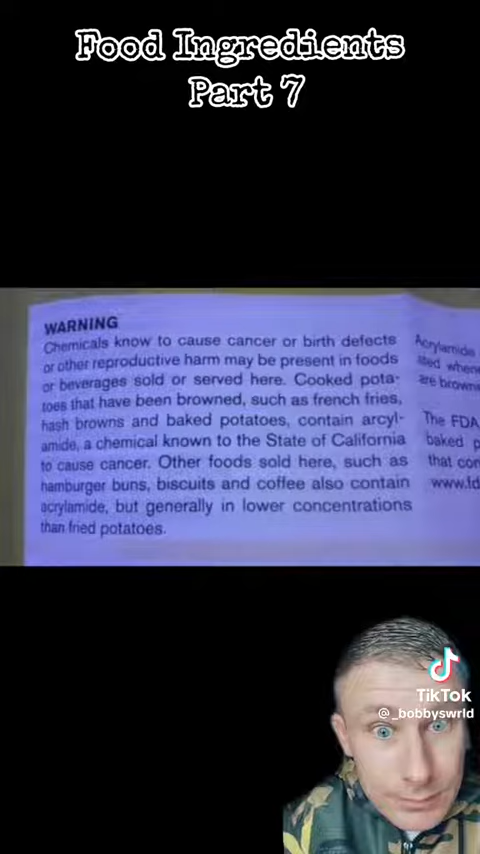 Food Ingredients
Part 7
WARNING
Chemicals know to cause cancer or birth defects
or other reproductive harm may be present in foods
or beverages sold or served here. Cooked pota-
toes that have been browned, such as french fries,
hash browns and baked potatoes, contain arcyl-
amide, a chemical known to the State of California
to cause cancer. Other foods sold here, such as
hamburger buns, biscuits and coffee also contain
acrylamide, but generally in lower concentrations
than fried potatoes.
Acrylamide
ated when
are browne
The FDA
baked p
that con
www.fd
TikTok
@_bobbyswrld